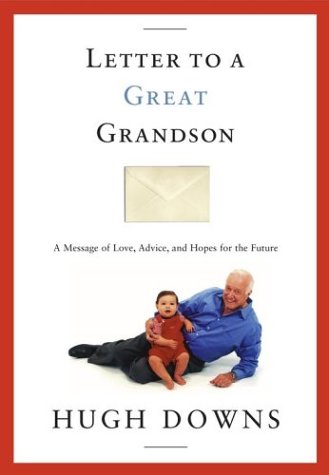 LETTER TO A
GREAT
GRANDSON
A Message of Love, Advice, and Hopes for the Future
HUGH DOWNS